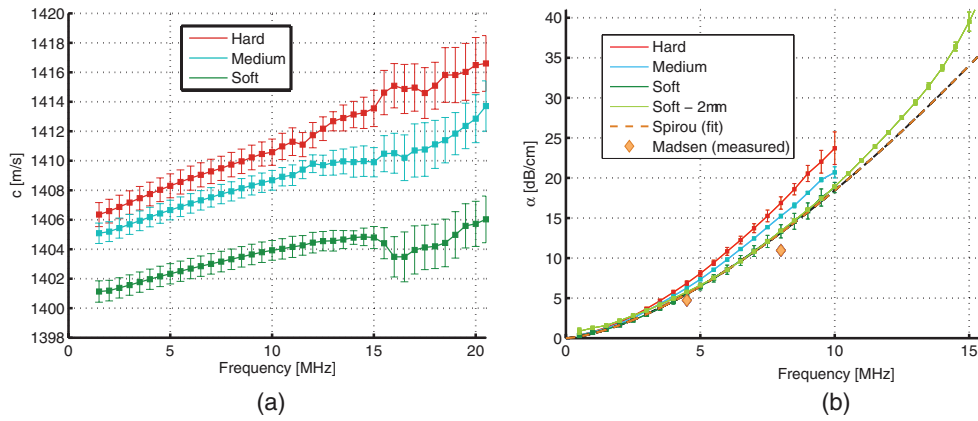 1420
1418
1416
1414
1412
1410
1408
1406
1404
1402
1400
1398
c [m/s]
Hard
Medium
Soft
0
5
10
15
20
Frequency [MHz]
(a)
40
35
30
25
20
15
10
5
0
α [dB/cm]
Hard
Medium
Soft
Soft – 2mm
Spirou (fit)
Madsen (measured)
0
5
10
15
Frequency [MHz]
(b)